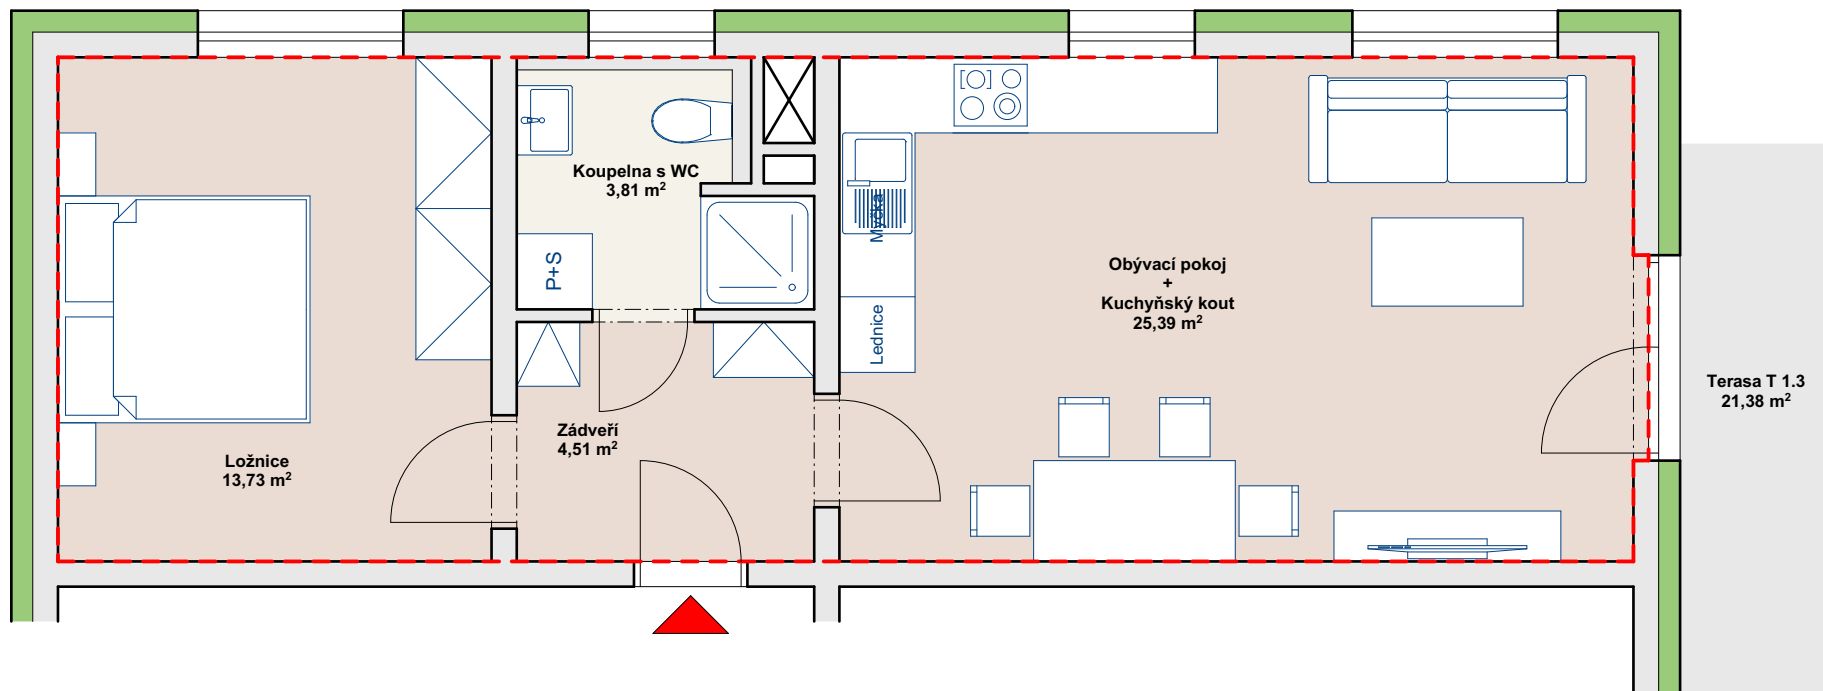 Koupelna s WC
3,81 m²
Myčka
P+S
Obývací pokoj
+
Kuchyňský kout
25,39 m²
Lednice
Terasa T 1.3
21,38 m²
Zádveří
4,51 m²
Ložnice
13,73 m²